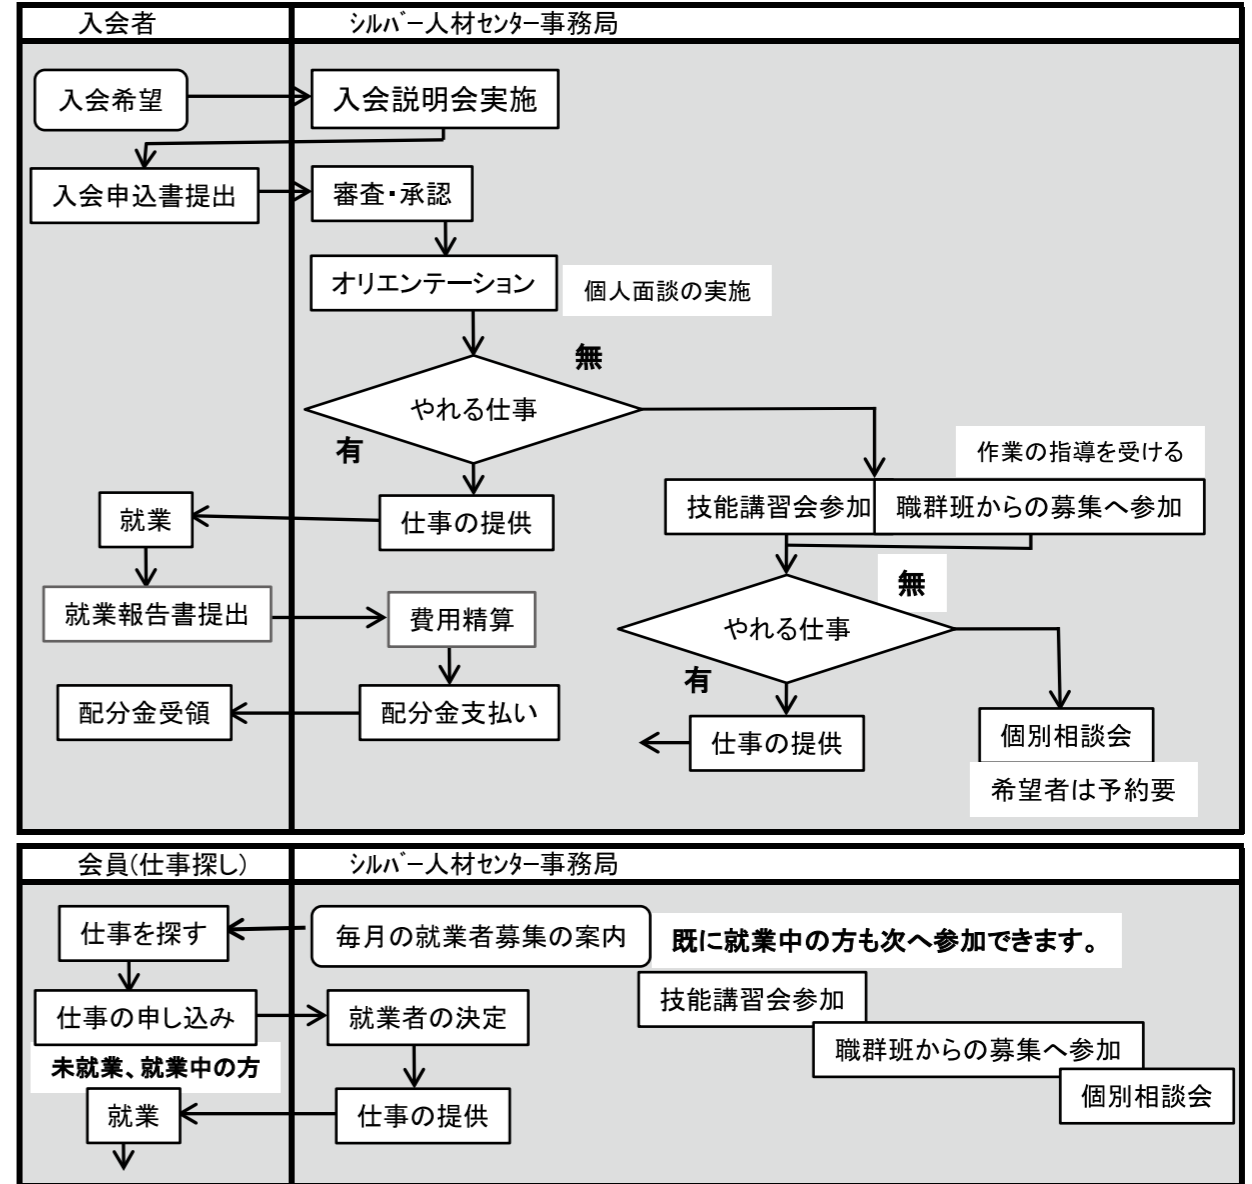 入会者
ｼﾙﾊﾞｰ人材ｾﾝﾀｰ事務局
入会希望
入会説明会実施
入会申込書提出
審査・承認
オリエンテーション
個人面談の実施
無
やれる仕事
有
作業の指導を受ける
技能講習会参加
職群班からの募集へ参加
就業
仕事の提供
無
就業報告書提出
費用精算
やれる仕事
有
配分金受領
配分金支払い
仕事の提供
個別相談会
希望者は予約要
会員(仕事探し)
ｼﾙﾊﾞｰ人材ｾﾝﾀｰ事務局
仕事を探す
毎月の就業者募集の案内
既に就業中の方も次へ参加できます。
技能講習会参加
仕事の申し込み
就業者の決定
職群班からの募集へ参加
未就業、就業中の方
個別相談会
就業
仕事の提供